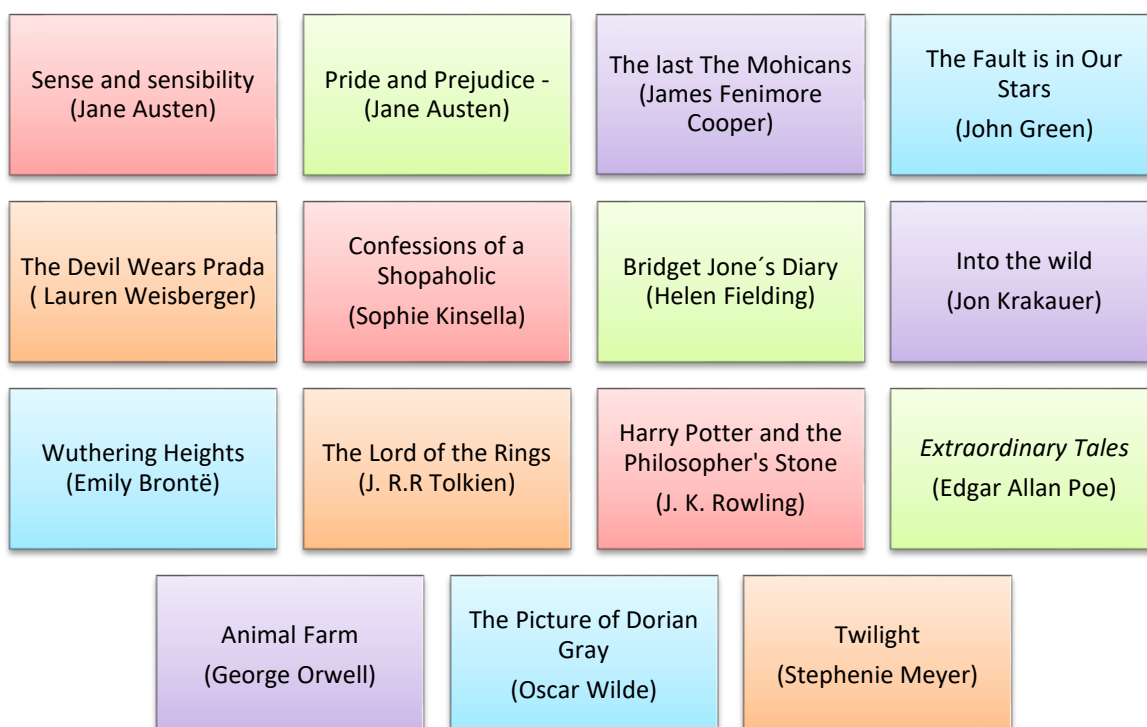 Sense and sensibility
(Jane Austen)
Pride and Prejudice -
(Jane Austen)
The last The Mohicans
(James Fenimore
Cooper)
The Fault is in Our
Stars
(John Green)
The Devil Wears Prada
( Lauren Weisberger)
Confessions of a
Shopaholic
(Sophie Kinsella)
Bridget Jone´s Diary
(Helen Fielding)
Into the wild
(Jon Krakauer)
Wuthering Heights
(Emily Brontë)
The Lord of the Rings
(J. R.R Tolkien)
Harry Potter and the
Philosopher's Stone
(J. K. Rowling)
Extraordinary Tales
(Edgar Allan Poe)
Animal Farm
(George Orwell)
The Picture of Dorian
Gray
(Oscar Wilde)
Twilight
(Stephenie Meyer)